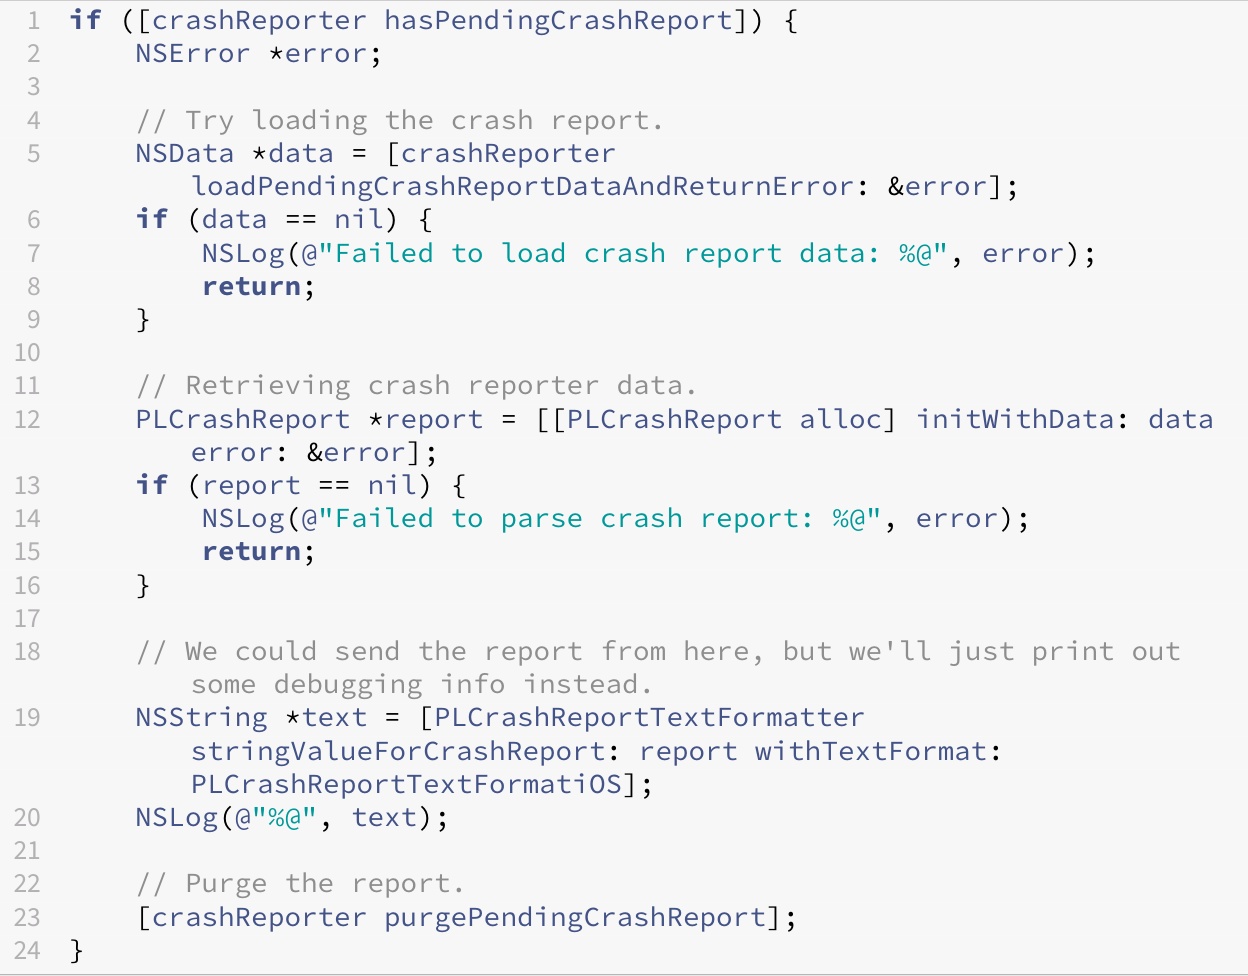 1 if ([crashReporter hasPendingCrashReport]) {
2     NSError *error;
3
4     // Try loading the crash report.
5     NSData *data = [crashReporter
           loadPendingCrashReportDataAndReturnError: &error];
6     if (data == nil) {
7         NSLog(@"Failed to load crash report data: %@", error);
8         return;
9     }
10
11     // Retrieving crash reporter data.
12     PLCrashReport *report = [[PLCrashReport alloc] initWithData: data
           error: &error];
13     if (report == nil) {
14         NSLog(@"Failed to parse crash report: %@", error);
15         return;
16     }
17
18     // We could send the report from here, but we'll just print out
           some debugging info instead.
19     NSString *text = [PLCrashReportTextFormatter
           stringValueForCrashReport: report withTextFormat:
           PLCrashReportTextFormatiOS];
20     NSLog(@"%@", text);
21
22     // Purge the report.
23     [crashReporter purgePendingCrashReport];
24 }